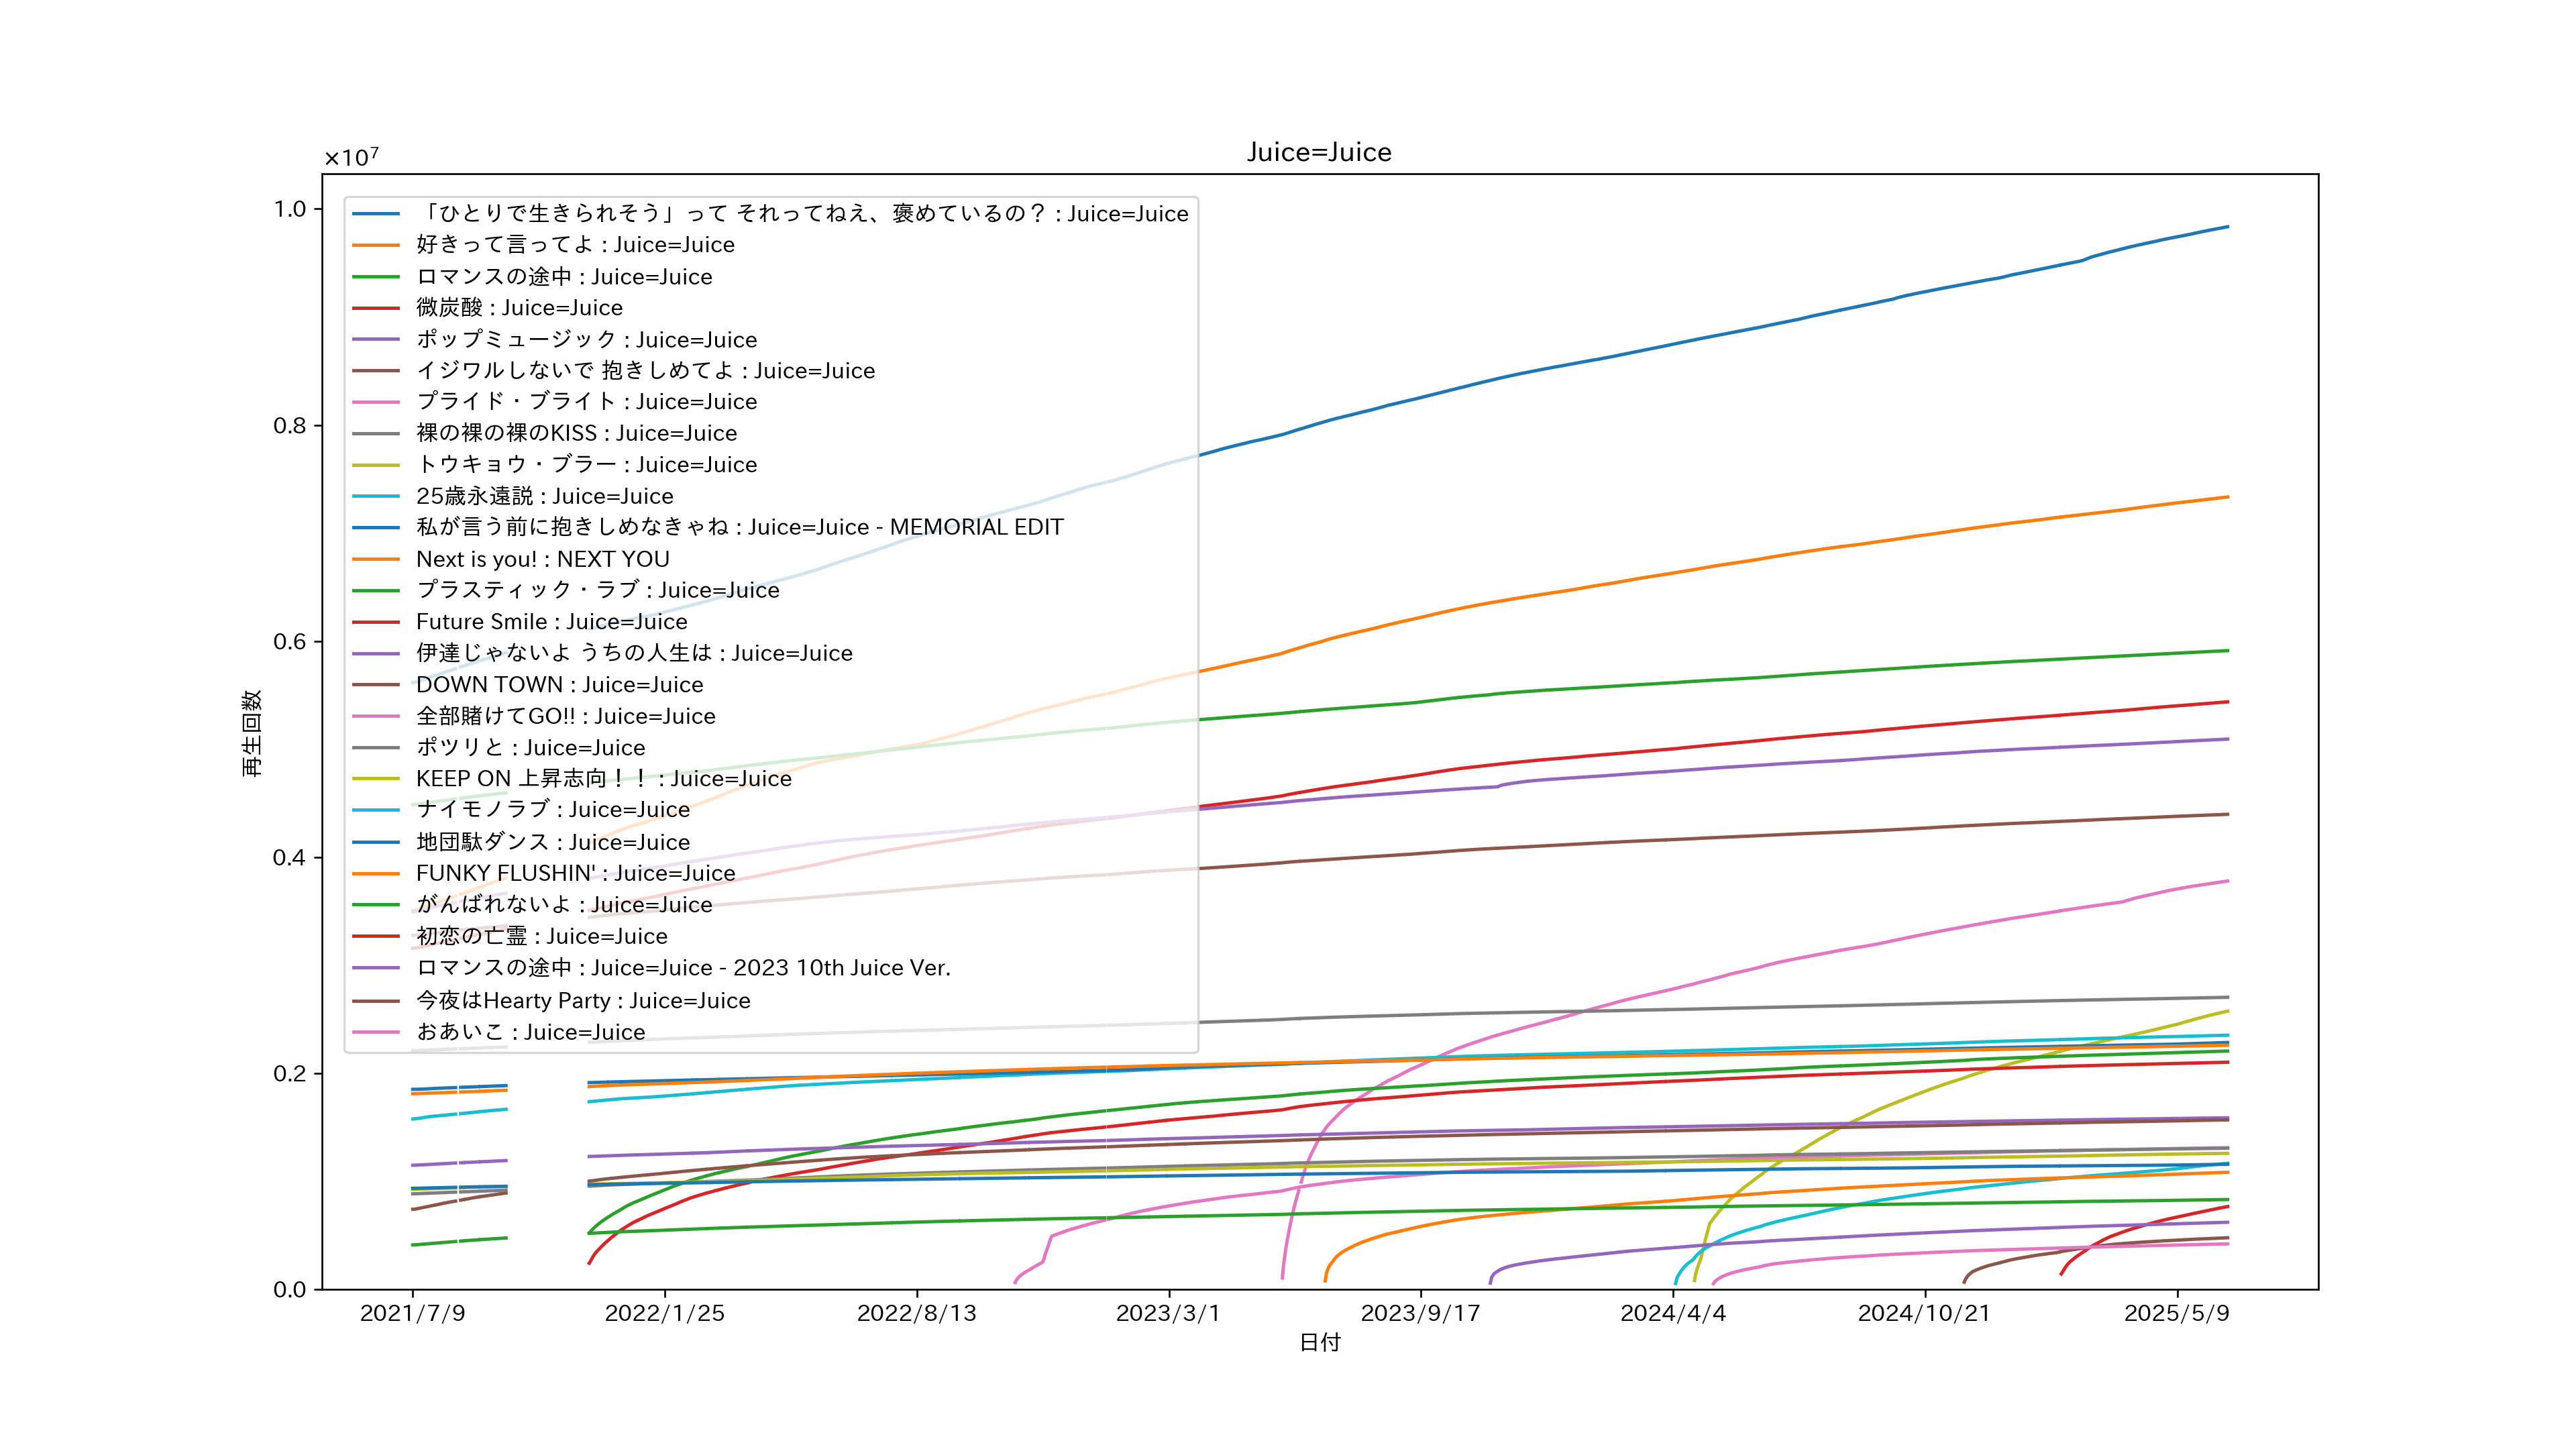 Juice=Juice
×10⁷
1.0
0.8
0.6
0.4
0.2
0.0
再生回数
「ひとりで生きられそう」って それってねえ、褒めているの？ : Juice=Juice
好きって言ってよ : Juice=Juice
ロマンスの途中 : Juice=Juice
微炭酸 : Juice=Juice
ポップミュージック : Juice=Juice
イジワルしないで 抱きしめてよ : Juice=Juice
プライド・ブライト : Juice=Juice
裸の裸の裸のKISS : Juice=Juice
トウキョウ・ブラー : Juice=Juice
25歳永遠説 : Juice=Juice
私が言う前に抱きしめなきゃね : Juice=Juice - MEMORIAL EDIT
Next is you! : NEXT YOU
プラスティック・ラブ : Juice=Juice
Future Smile : Juice=Juice
伊達じゃないよ うちの人生は : Juice=Juice
DOWN TOWN : Juice=Juice
全部賭けてGO!! : Juice=Juice
ポツリと : Juice=Juice
KEEP ON 上昇志向！！ : Juice=Juice
ナイモノラブ : Juice=Juice
地団駄ダンス : Juice=Juice
FUNKY FLUSHIN' : Juice=Juice
がんばれないよ : Juice=Juice
初恋の亡霊 : Juice=Juice
ロマンスの途中 : Juice=Juice - 2023 10th Juice Ver.
今夜はHearty Party : Juice=Juice
おあいこ : Juice=Juice
2021/7/9 2022/1/25 2022/8/13 2023/3/1 2023/9/17 2024/4/4 2024/10/21 2025/5/9
日付